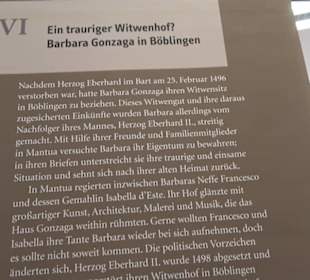 VI
Ein trauriger Witwenhof?
Barbara Gonzaga in Böblingen
Nachdem Herzog Eberhard im Bart am 25. Februar 1496
verstorben war, hatte Barbara Gonzaga ihren Witwensitz
in Böblingen zu beziehen. Dieses Witwengut und ihre daraus
zugesicherten Einkünfte wurden Barbara allerdings vom
Nachfolger ihres Mannes, Herzog Eberhard II., streitig
gemacht. Mit Hilfe ihrer Freunde und Familienmitglieder
in Mantua versuchte Barbara ihr Eigentum zu bewahren;
in ihren Briefen unterstreicht sie ihre traurige und einsame
Situation und sehnt sich nach ihrer alten Heimat zurück.
In Mantua regierten inzwischen Barbaras Neffe Francesco
und dessen Gemahlin Isabella d'Este. Ihr Hof glänzte mit
großartiger Kunst, Architektur, Malerei und Musik, die das
Haus Gonzaga weithin rühmten. Gerne wollten Francesco und
Isabella ihre Tante Barbara wieder bei sich aufnehmen, doch
es sollte nicht soweit kommen. Die politischen Vorzeichen
änderten sich, Herzog Eberhard II. wurde 1498 abgesetzt und
ihren Witwenhof in Böblingen